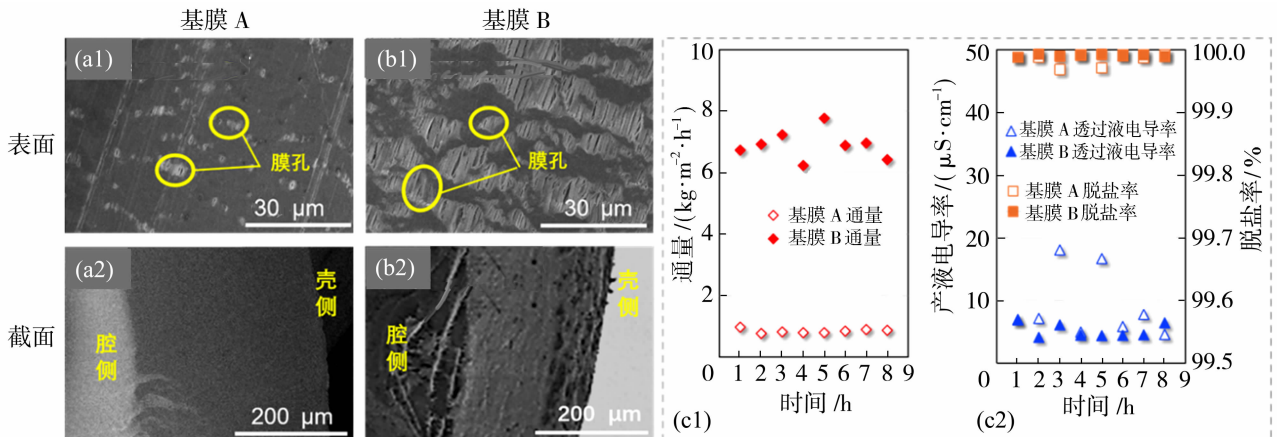 基膜 A
基膜 B
表面
(a1)
膜孔
30 μm
(b1)
膜孔
30 μm
截面
(a2)
腔侧
壳侧
200 μm
(b2)
腔侧
壳侧
200 μm
通量 /(kg·m⁻²·h⁻¹)
10
8
6
4
2
0
1 2 3 4 5 6 7 8 9
时间 /h
基膜 A 通量
基膜 B 通量
(c1)
产液电导率 /(μS·cm⁻¹)
50
40
30
20
10
0
1 2 3 4 5 6 7 8 9
时间 /h
基膜 A 透过液电导率
基膜 B 透过液电导率
基膜 A 脱盐率
基膜 B 脱盐率
100.0
99.9
99.8
99.7
99.6
99.5
脱盐率 /%
(c2)